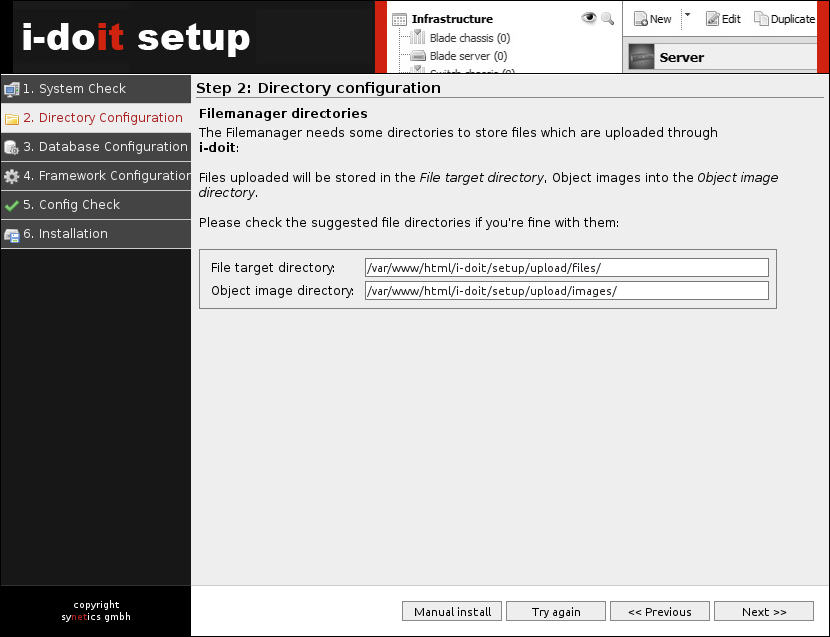 i-doit setup
Infrastructure
Blade chassis (0)
Blade server (0)
Switch chassis (0)
New
Edit
Duplicate
Server
1. System Check
2. Directory Configuration
3. Database Configuration
4. Framework Configuration
5. Config Check
6. Installation
Step 2: Directory configuration
Filemanager directories
The Filemanager needs some directories to store files which are uploaded through
i-doit:
Files uploaded will be stored in the File target directory, Object images into the Object image
directory.
Please check the suggested file directories if you're fine with them:
File target directory: /var/www/html/i-doit/setup/upload/files/
Object image directory: /var/www/html/i-doit/setup/upload/images/
copyright
synetics gmbh
Manual install
Try again
<< Previous
Next >>